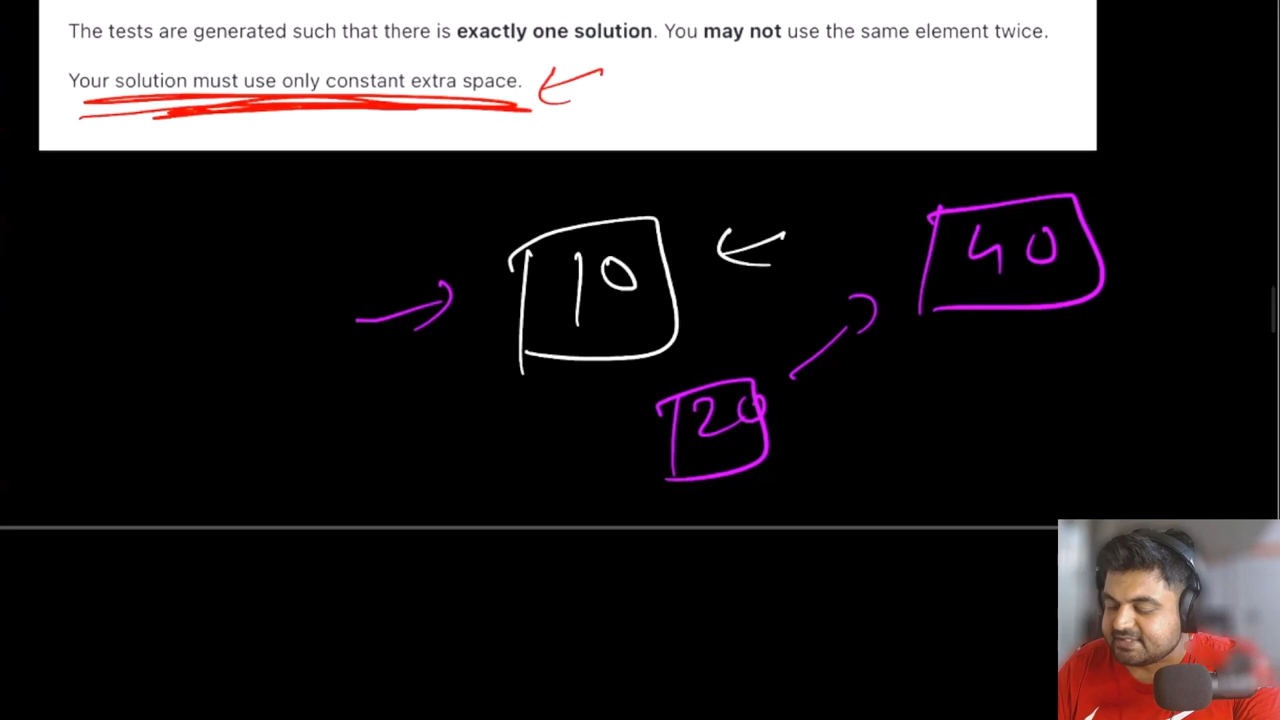 The tests are generated such that there is exactly one solution. You may not use the same element twice.
Your solution must use only constant extra space.
10
40
20